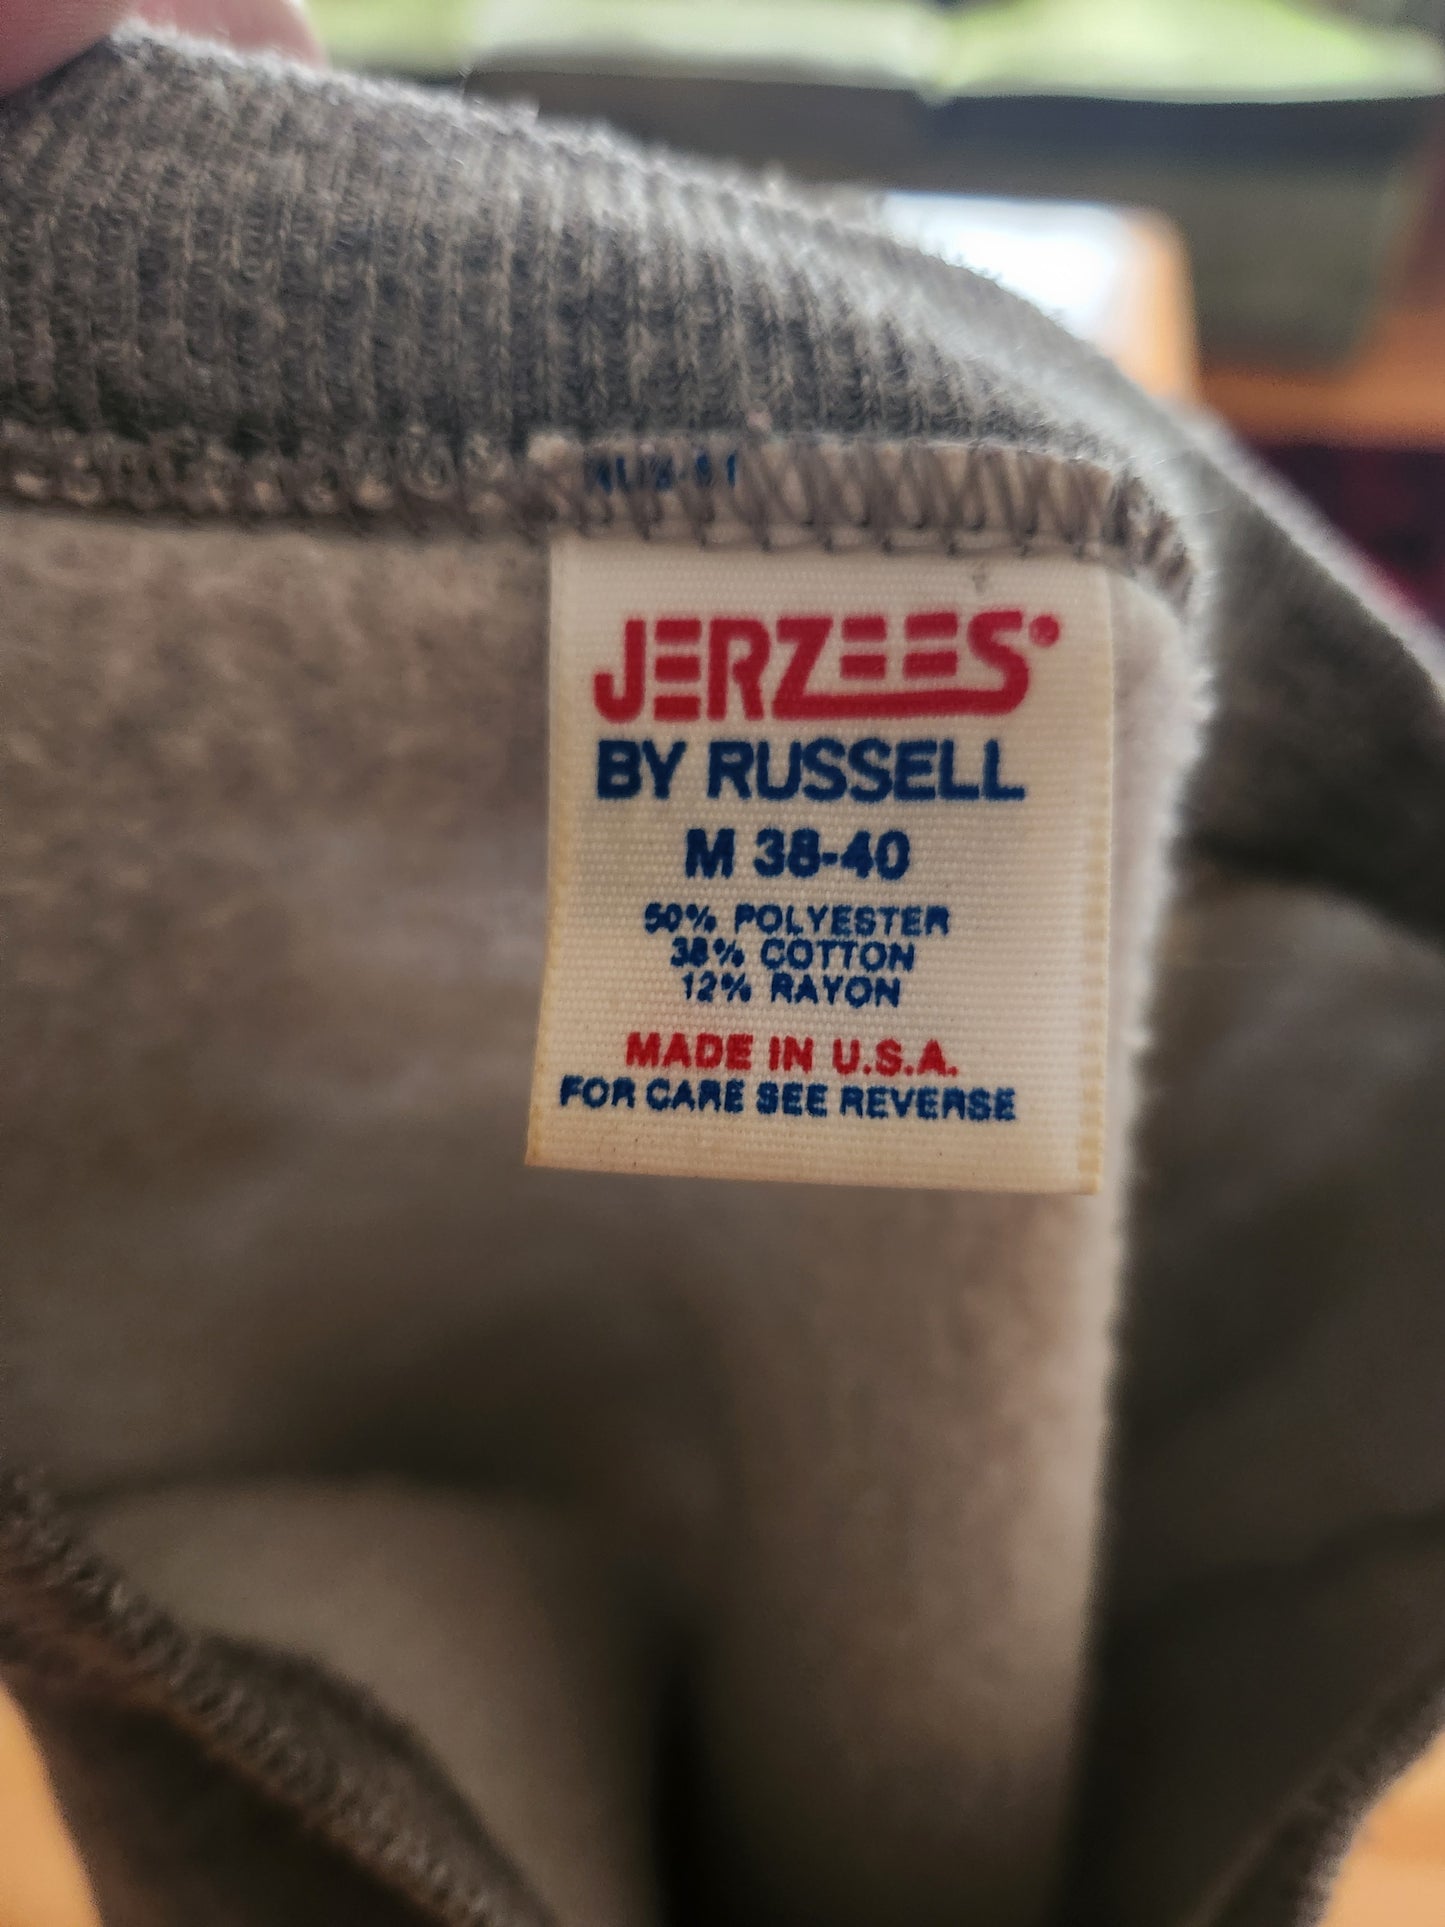 JERZEES®
BY RUSSELL
M 38-40
50% POLYESTER
38% COTTON
12% RAYON
MADE IN U.S.A.
FOR CARE SEE REVERSE